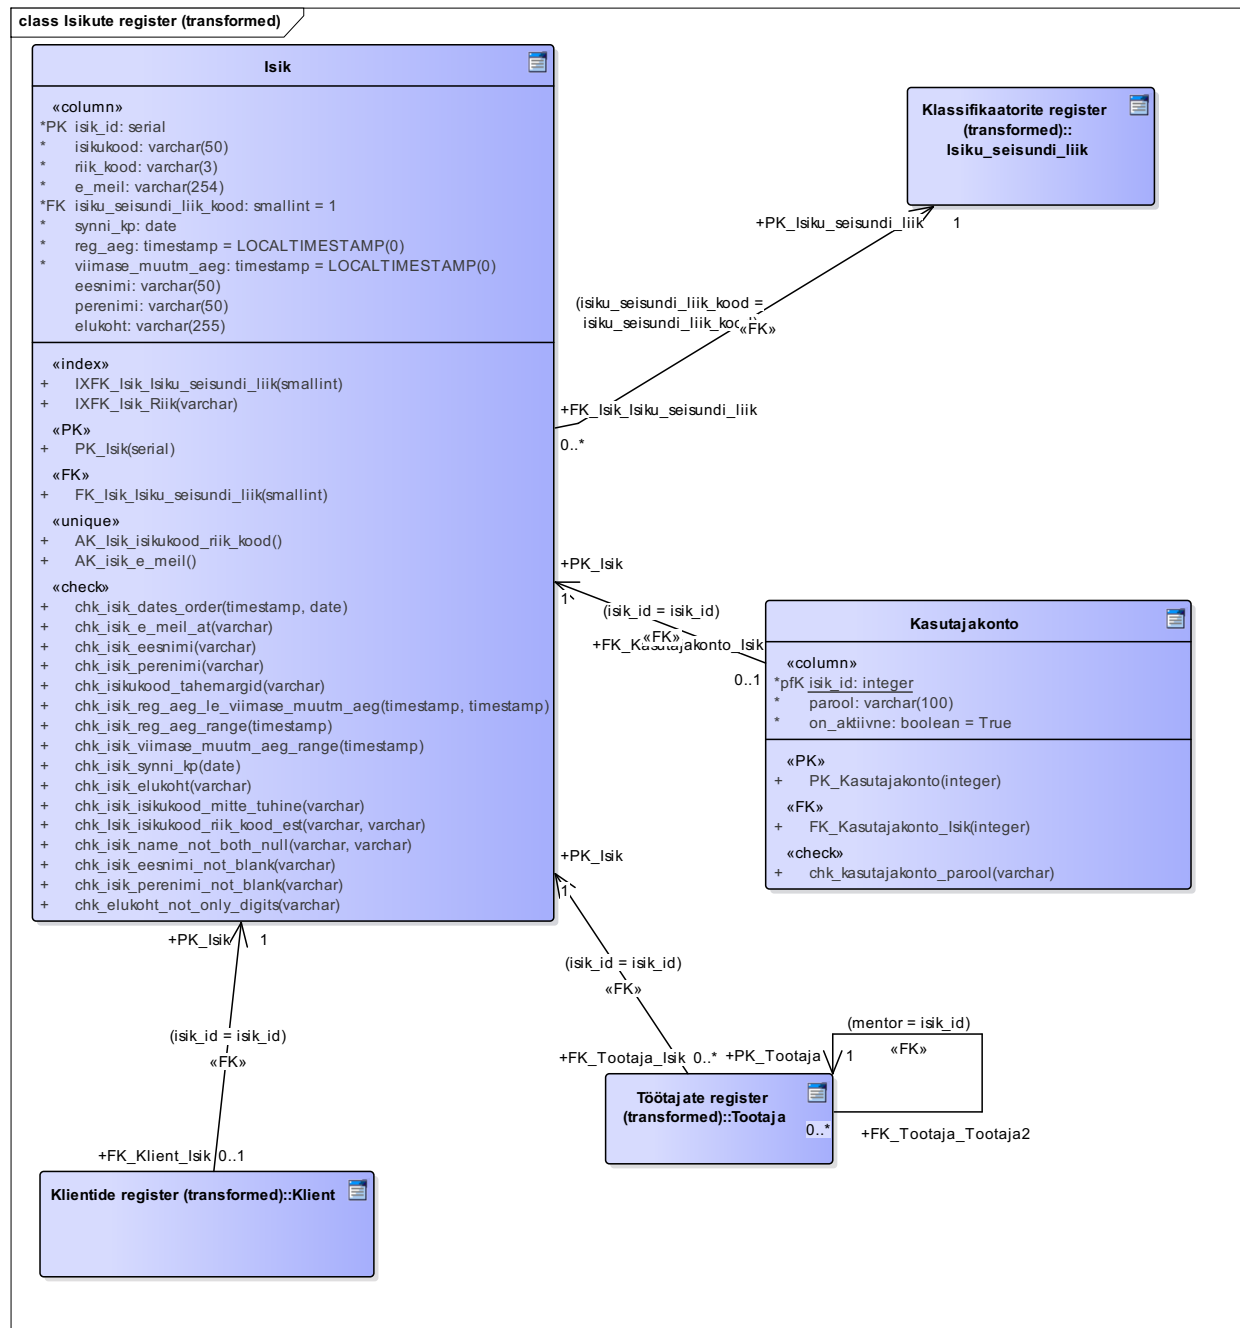 class Isikute register (transformed)
Isik
«column»
*PK isik_id: serial
* isikukood: varchar(50)
* riik_kood: varchar(3)
* e_meil: varchar(254)
*FK isiku_seisundi_liik_kood: smallint = 1
* synni_kp: date
* reg_aeg: timestamp = LOCALTIMESTAMP(0)
* viimase_muutm_aeg: timestamp = LOCALTIMESTAMP(0)
eesnimi: varchar(50)
perenimi: varchar(50)
elukoht: varchar(255)
«index»
+ IXFK_Isik_Isiku_seisundi_liik(smallint)
+ IXFK_Isik_Riik(varchar)
«PK»
+ PK_Isik(serial)
«FK»
+ FK_Isik_Isiku_seisundi_liik(smallint)
«unique»
+ AK_Isik_isikukood_riik_kood()
+ AK_isik_e_meil()
«check»
+ chk_isik_dates_order(timestamp, date)
+ chk_isik_e_meil_at(varchar)
+ chk_isik_eesnimi(varchar)
+ chk_isik_perenimi(varchar)
+ chk_isikukood_tahemargid(varchar)
+ chk_isik_reg_aeg_le_viimase_muutm_aeg(timestamp, timestamp)
+ chk_isik_reg_aeg_range(timestamp)
+ chk_isik_viimase_muutm_aeg_range(timestamp)
+ chk_isik_synni_kp(date)
+ chk_isik_elukoht(varchar)
+ chk_isik_isikukood_mitte_tuhine(varchar)
+ chk_Isik_isikukood_riik_kood_est(varchar, varchar)
+ chk_isik_name_not_both_null(varchar, varchar)
+ chk_isik_eesnimi_not_blank(varchar)
+ chk_isik_perenimi_not_blank(varchar)
+ chk_elukoht_not_only_digits(varchar)
Klassifikaatorite register
(transformed)::
Isiku_seisundi_liik
+PK_Isiku_seisundi_liik 1
(isiku_seisundi_liik_kood =
«FK»
+FK_Isik_Isiku_seisundi_liik
0..*
+PK_Isik
1
(isik_id = isik_id)
«FK»
+FK_Kasutajakonto_Isik
0..1
Kasutajakonto
«column»
*pfK isik_id: integer
* parool: varchar(100)
* on_aktiivne: boolean = True
«PK»
+ PK_Kasutajakonto(integer)
«FK»
+ FK_Kasutajakonto_Isik(integer)
«check»
+ chk_kasutajakonto_parool(varchar)
+PK_Isik
1
(isik_id = isik_id)
«FK»
+FK_Tootaja_Isik 0..*
+PK_Tootaja 1
(mentor = isik_id)
«FK»
Töötajate register
(transformed)::Tootaja
0..*
+FK_Tootaja_Tootaja2
+PK_Isik 1
(isik_id = isik_id)
«FK»
+FK_Klient_Isik 0..1
Klientide register (transformed)::Klient